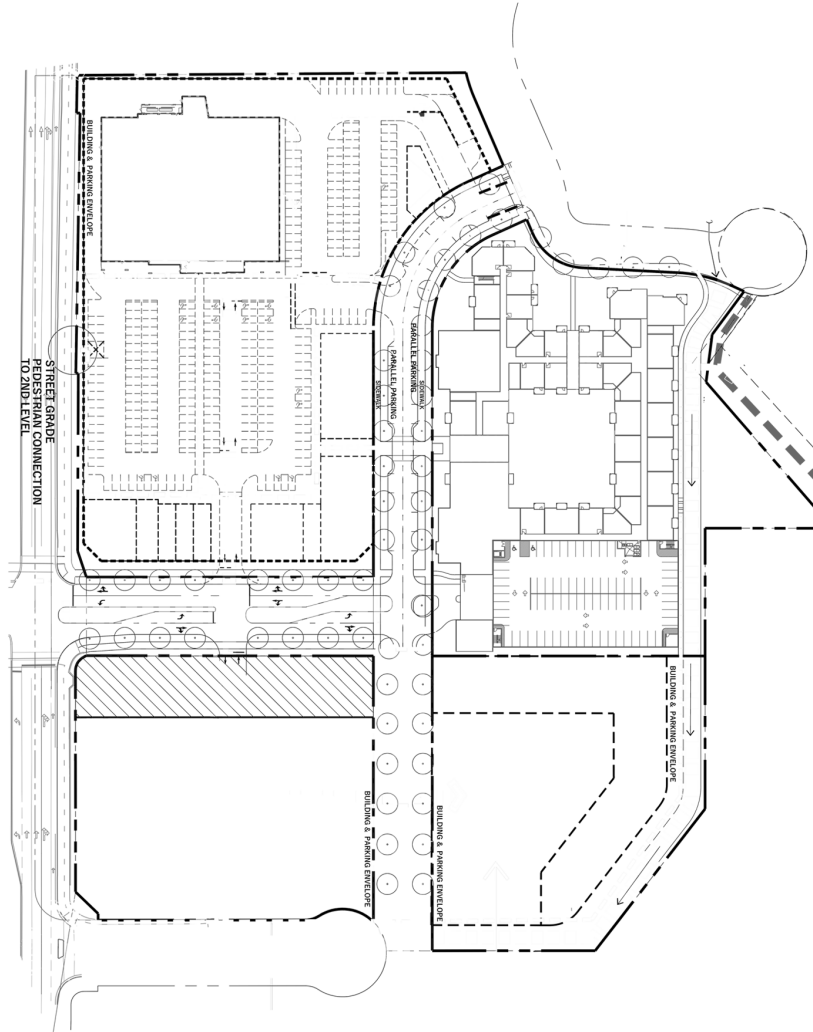 BUILDING & PARKING ENVELOPE
STREET GRADE
PEDESTRIAN CONNECTION
TO 2ND LEVEL
SIDEWALK
PARALLEL PARKING
PARALLEL PARKING
SIDEWALK
BUILDING & PARKING ENVELOPE
BUILDING & PARKING ENVELOPE
BUILDING & PARKING ENVELOPE